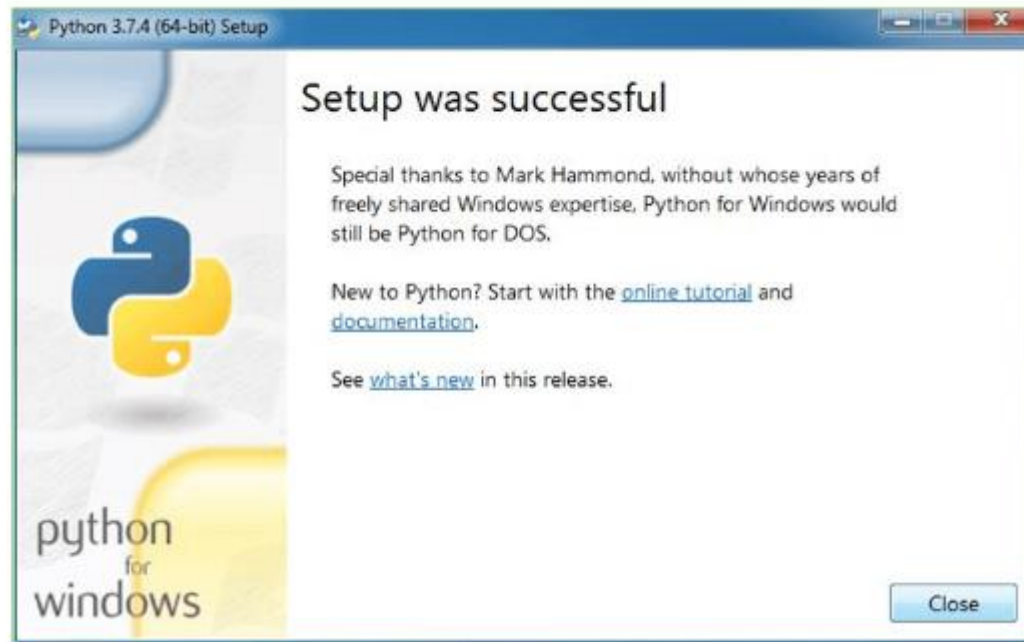 Python 3.7.4 (64-bit) Setup
Setup was successful
Special thanks to Mark Hammond, without whose years of
freely shared Windows expertise, Python for Windows would
still be Python for DOS.
New to Python? Start with the online tutorial and
documentation.
See what's new in this release.
python
for
windows
Close